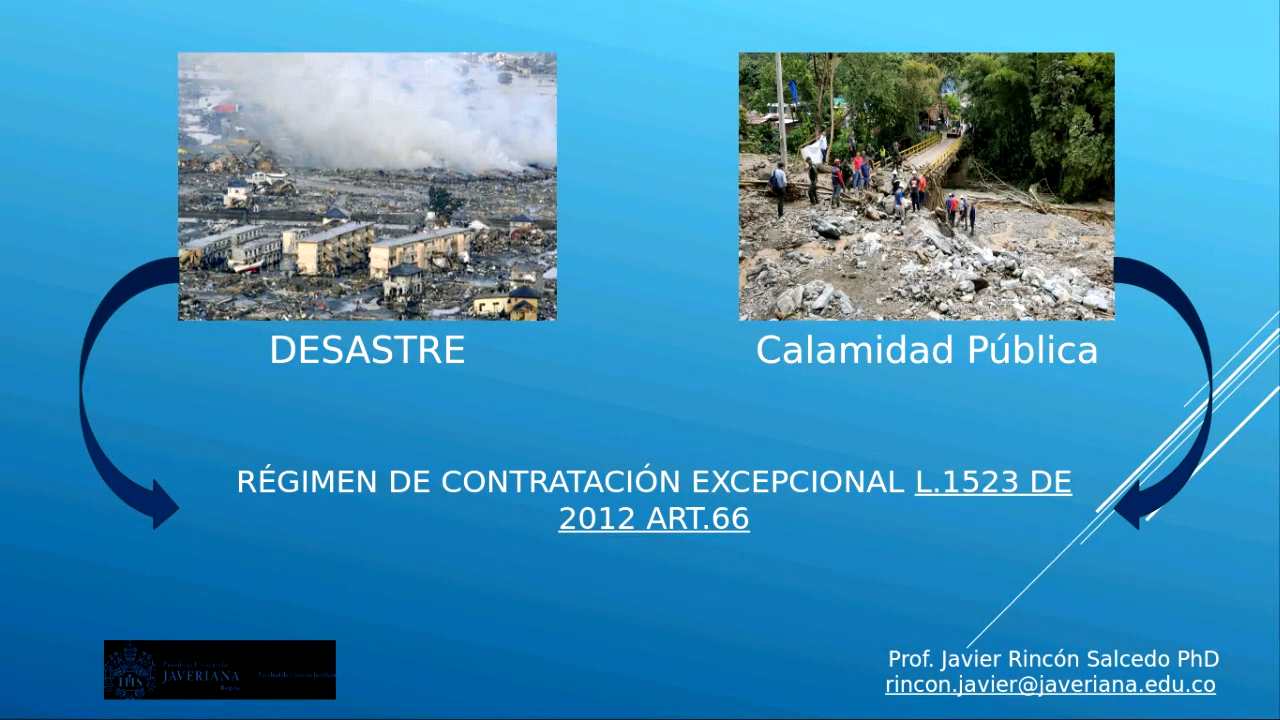 DESASTRE
Calamidad Pública
RÉGIMEN DE CONTRATACIÓN EXCEPCIONAL L.1523 DE
2012 ART.66
JAVERIANA
Prof. Javier Rincón Salcedo PhD
rincon.javier@javeriana.edu.co